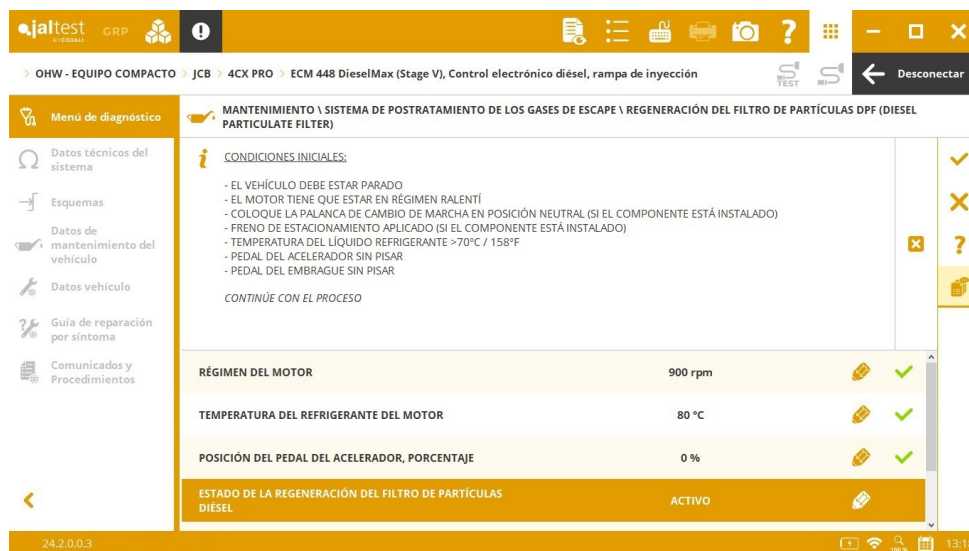 jaltest GRP
BY COJALI
TEST
> OHW - EQUIPO COMPACTO > JCB > 4CX PRO > ECM 448 DieselMax (Stage V), Control electrónico diésel, rampa de inyección
Desconectar
Menú de diagnóstico
MANTENIMIENTO \ SISTEMA DE POSTRATAMIENTO DE LOS GASES DE ESCAPE \ REGENERACIÓN DEL FILTRO DE PARTÍCULAS DPF (DIESEL
PARTICULATE FILTER)
Datos técnicos del
sistema
Esquemas
Datos de
mantenimiento del
vehículo
Datos vehículo
Guía de reparación
por síntoma
Comunicados y
Procedimientos
CONDICIONES INICIALES:
- EL VEHÍCULO DEBE ESTAR PARADO
- EL MOTOR TIENE QUE ESTAR EN RÉGIMEN RALENTÍ
- COLOQUE LA PALANCA DE CAMBIO DE MARCHA EN POSICIÓN NEUTRAL (SI EL COMPONENTE ESTÁ INSTALADO)
- FRENO DE ESTACIONAMIENTO APLICADO (SI EL COMPONENTE ESTÁ INSTALADO)
- TEMPERATURA DEL LÍQUIDO REFRIGERANTE >70°C / 158°F
- PEDAL DEL ACELERADOR SIN PISAR
- PEDAL DEL EMBRAGUE SIN PISAR
CONTINÚE CON EL PROCESO
RÉGIMEN DEL MOTOR 900 rpm
TEMPERATURA DEL REFRIGERANTE DEL MOTOR 80 °C
POSICIÓN DEL PEDAL DEL ACELERADOR, PORCENTAJE 0 %
ESTADO DE LA REGENERACIÓN DEL FILTRO DE PARTÍCULAS
DIÉSEL ACTIVO
24.2.0.0.3
100 %